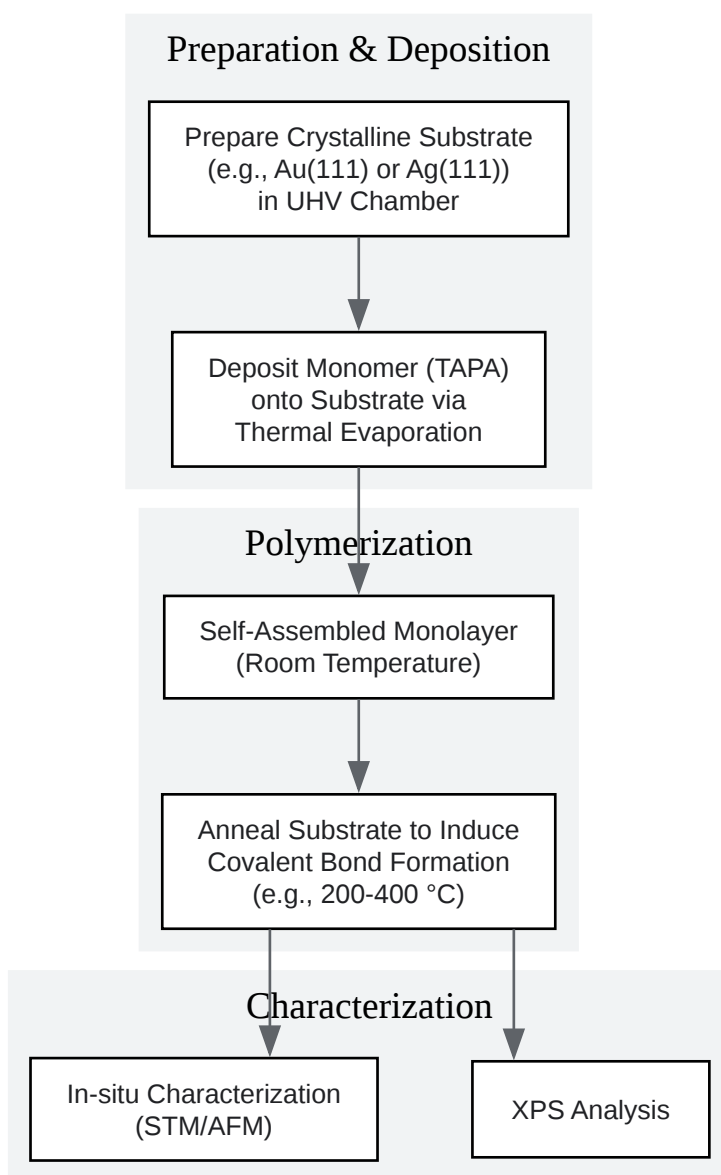 Preparation & Deposition
Prepare Crystalline Substrate
(e.g., Au(111) or Ag(111))
in UHV Chamber
Deposit Monomer (TAPA)
onto Substrate via
Thermal Evaporation
Polymerization
Self-Assembled Monolayer
(Room Temperature)
Anneal Substrate to Induce
Covalent Bond Formation
(e.g., 200-400 °C)
Characterization
In-situ Characterization
(STM/AFM)
XPS Analysis